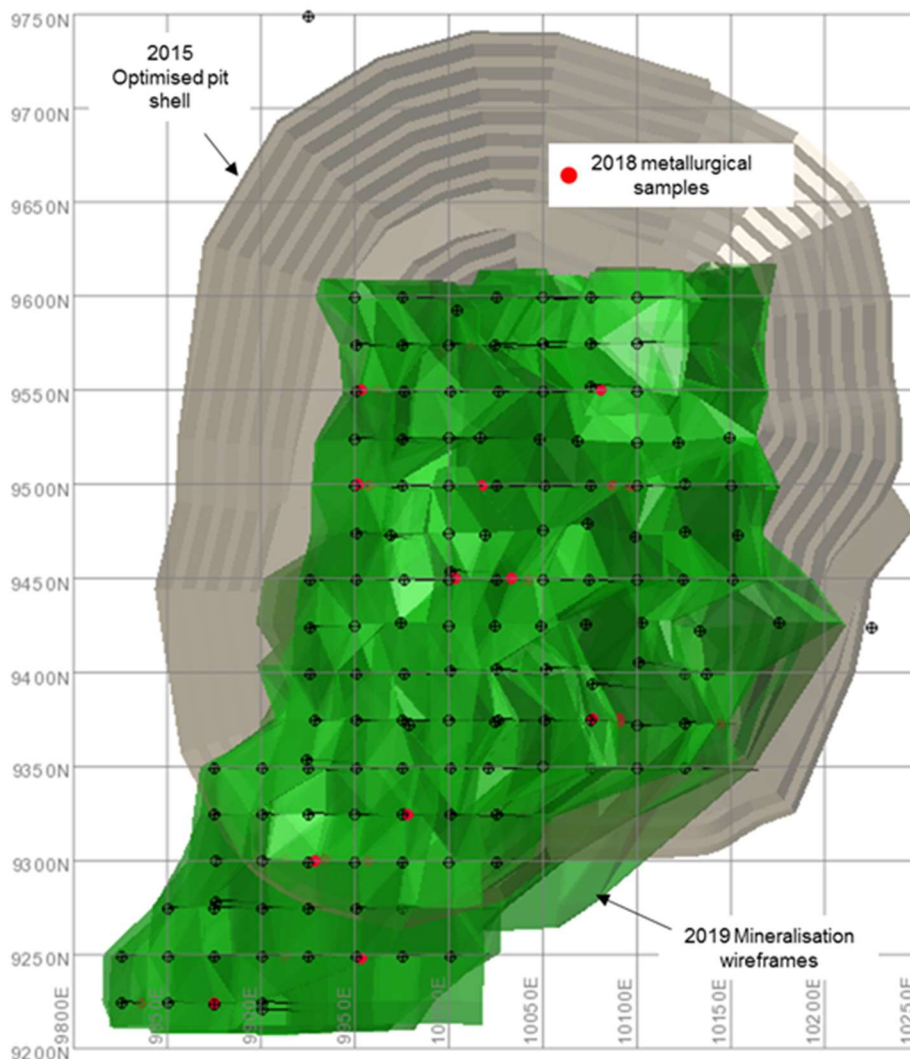 9750N
2015
Optimised pit
shell
9700N
2018 metallurgical
samples
9650N
9600N
9550N
9500N
9450N
9400N
9350N
9300N
2019 Mineralisation
wireframes
9250N
9200N
9800E
9850E
9900E
9950E
10000E
10050E
10100E
10150E
10200E
10250E